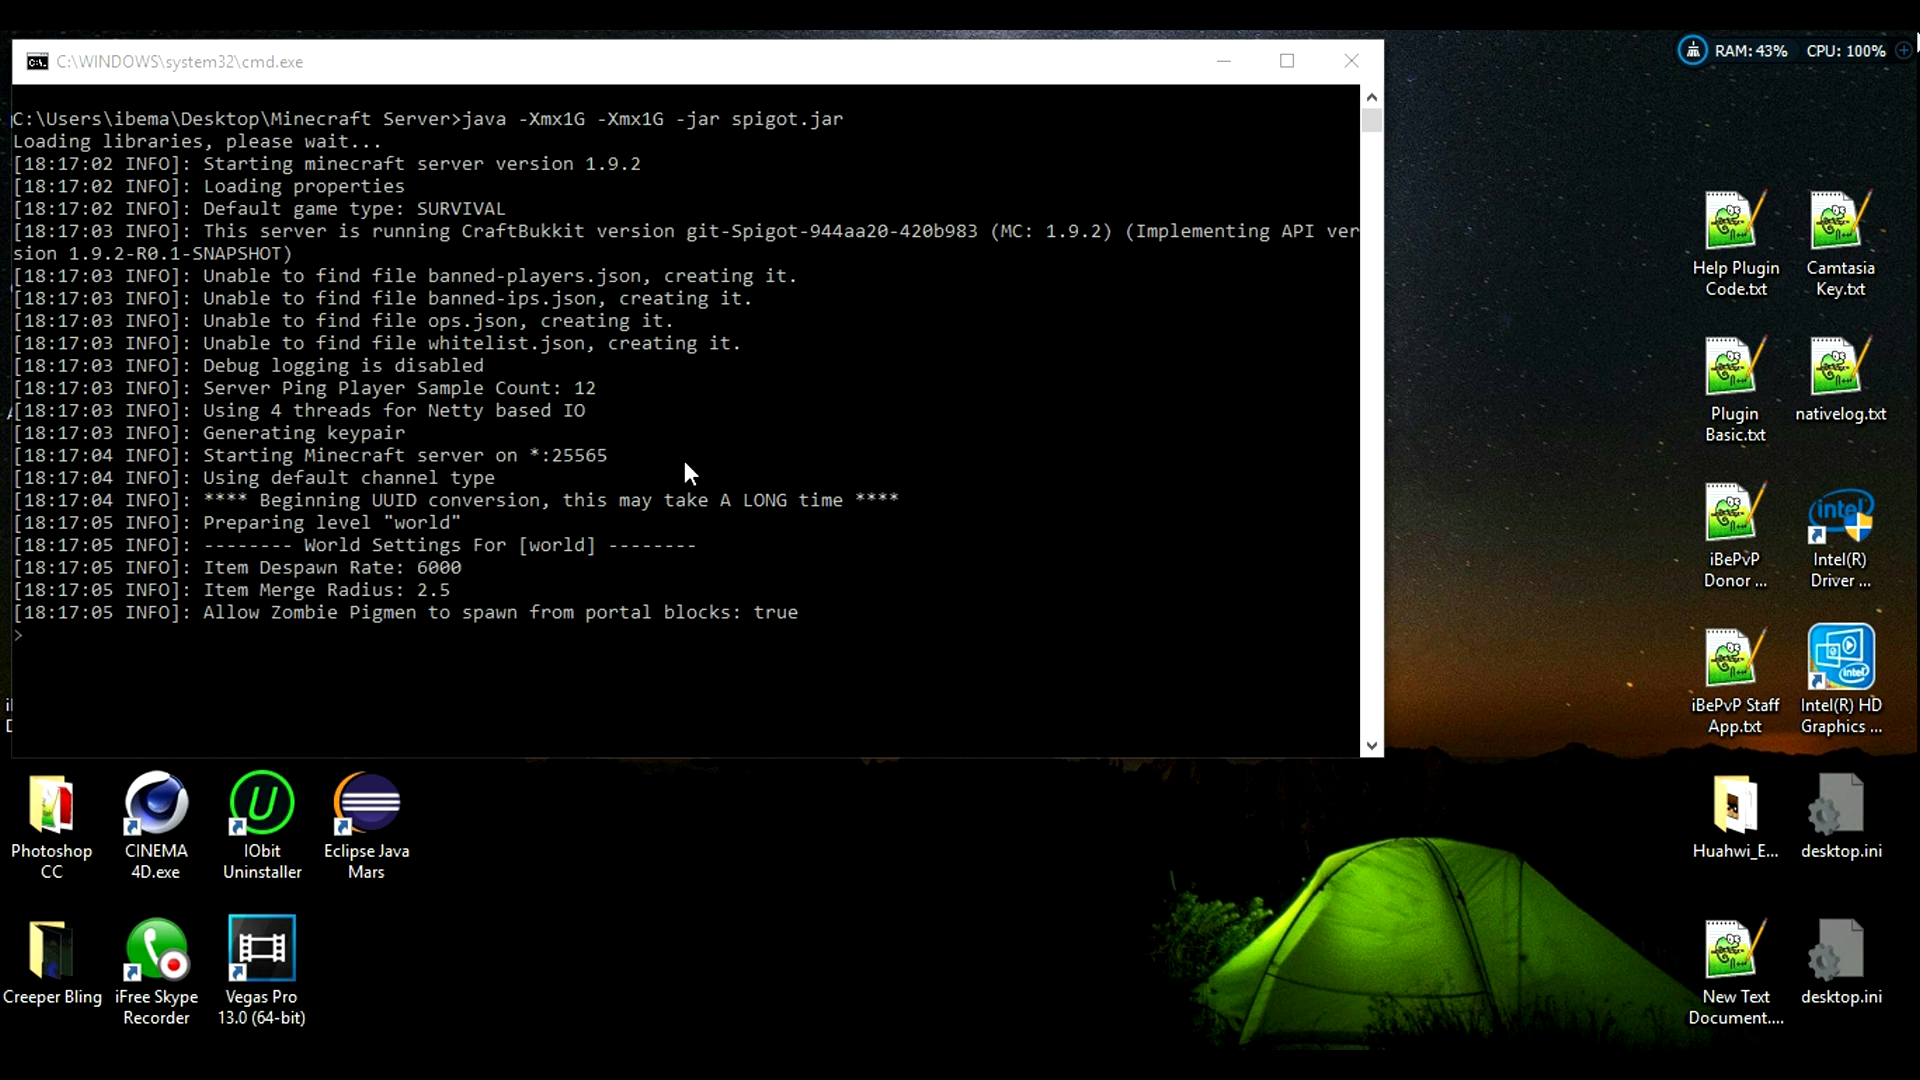 C:\WINDOWS\system32\cmd.exe
RAM: 43% CPU: 100%
C:\Users\ibema\Desktop\Minecraft Server>java -Xmx1G -Xmx1G -jar spigot.jar
Loading libraries, please wait...
[18:17:02 INFO]: Starting minecraft server version 1.9.2
[18:17:02 INFO]: Loading properties
[18:17:02 INFO]: Default game type: SURVIVAL
[18:17:03 INFO]: This server is running CraftBukkit version git-Spigot-944aa20-420b983 (MC: 1.9.2) (Implementing API ver
sion 1.9.2-R0.1-SNAPSHOT)
[18:17:03 INFO]: Unable to find file banned-players.json, creating it.
[18:17:03 INFO]: Unable to find file banned-ips.json, creating it.
[18:17:03 INFO]: Unable to find file ops.json, creating it.
[18:17:03 INFO]: Unable to find file whitelist.json, creating it.
[18:17:03 INFO]: Debug logging is disabled
[18:17:03 INFO]: Server Ping Player Sample Count: 12
[18:17:03 INFO]: Using 4 threads for Netty based IO
[18:17:03 INFO]: Generating keypair
[18:17:04 INFO]: Starting Minecraft server on *:25565
[18:17:04 INFO]: Using default channel type
[18:17:04 INFO]: **** Beginning UUID conversion, this may take A LONG time ****
[18:17:05 INFO]: Preparing level "world"
[18:17:05 INFO]: -------- World Settings For [world] --------
[18:17:05 INFO]: Item Despawn Rate: 6000
[18:17:05 INFO]: Item Merge Radius: 2.5
[18:17:05 INFO]: Allow Zombie Pigmen to spawn from portal blocks: true
>
Help Plugin
Code.txt
Camtasia
Key.txt
Plugin
Basic.txt
nativelog.txt
iBePvP
Donor ...
intel
Intel(R)
Driver ...
iBePvP Staff
App.txt
intel
Intel(R) HD
Graphics ...
Photoshop
CC
CINEMA
4D.exe
IObit
Uninstaller
Eclipse Java
Mars
Huahwi_E...
desktop.ini
Creeper Bling
iFree Skype
Recorder
Vegas Pro
13.0 (64-bit)
New Text
Document....
desktop.ini